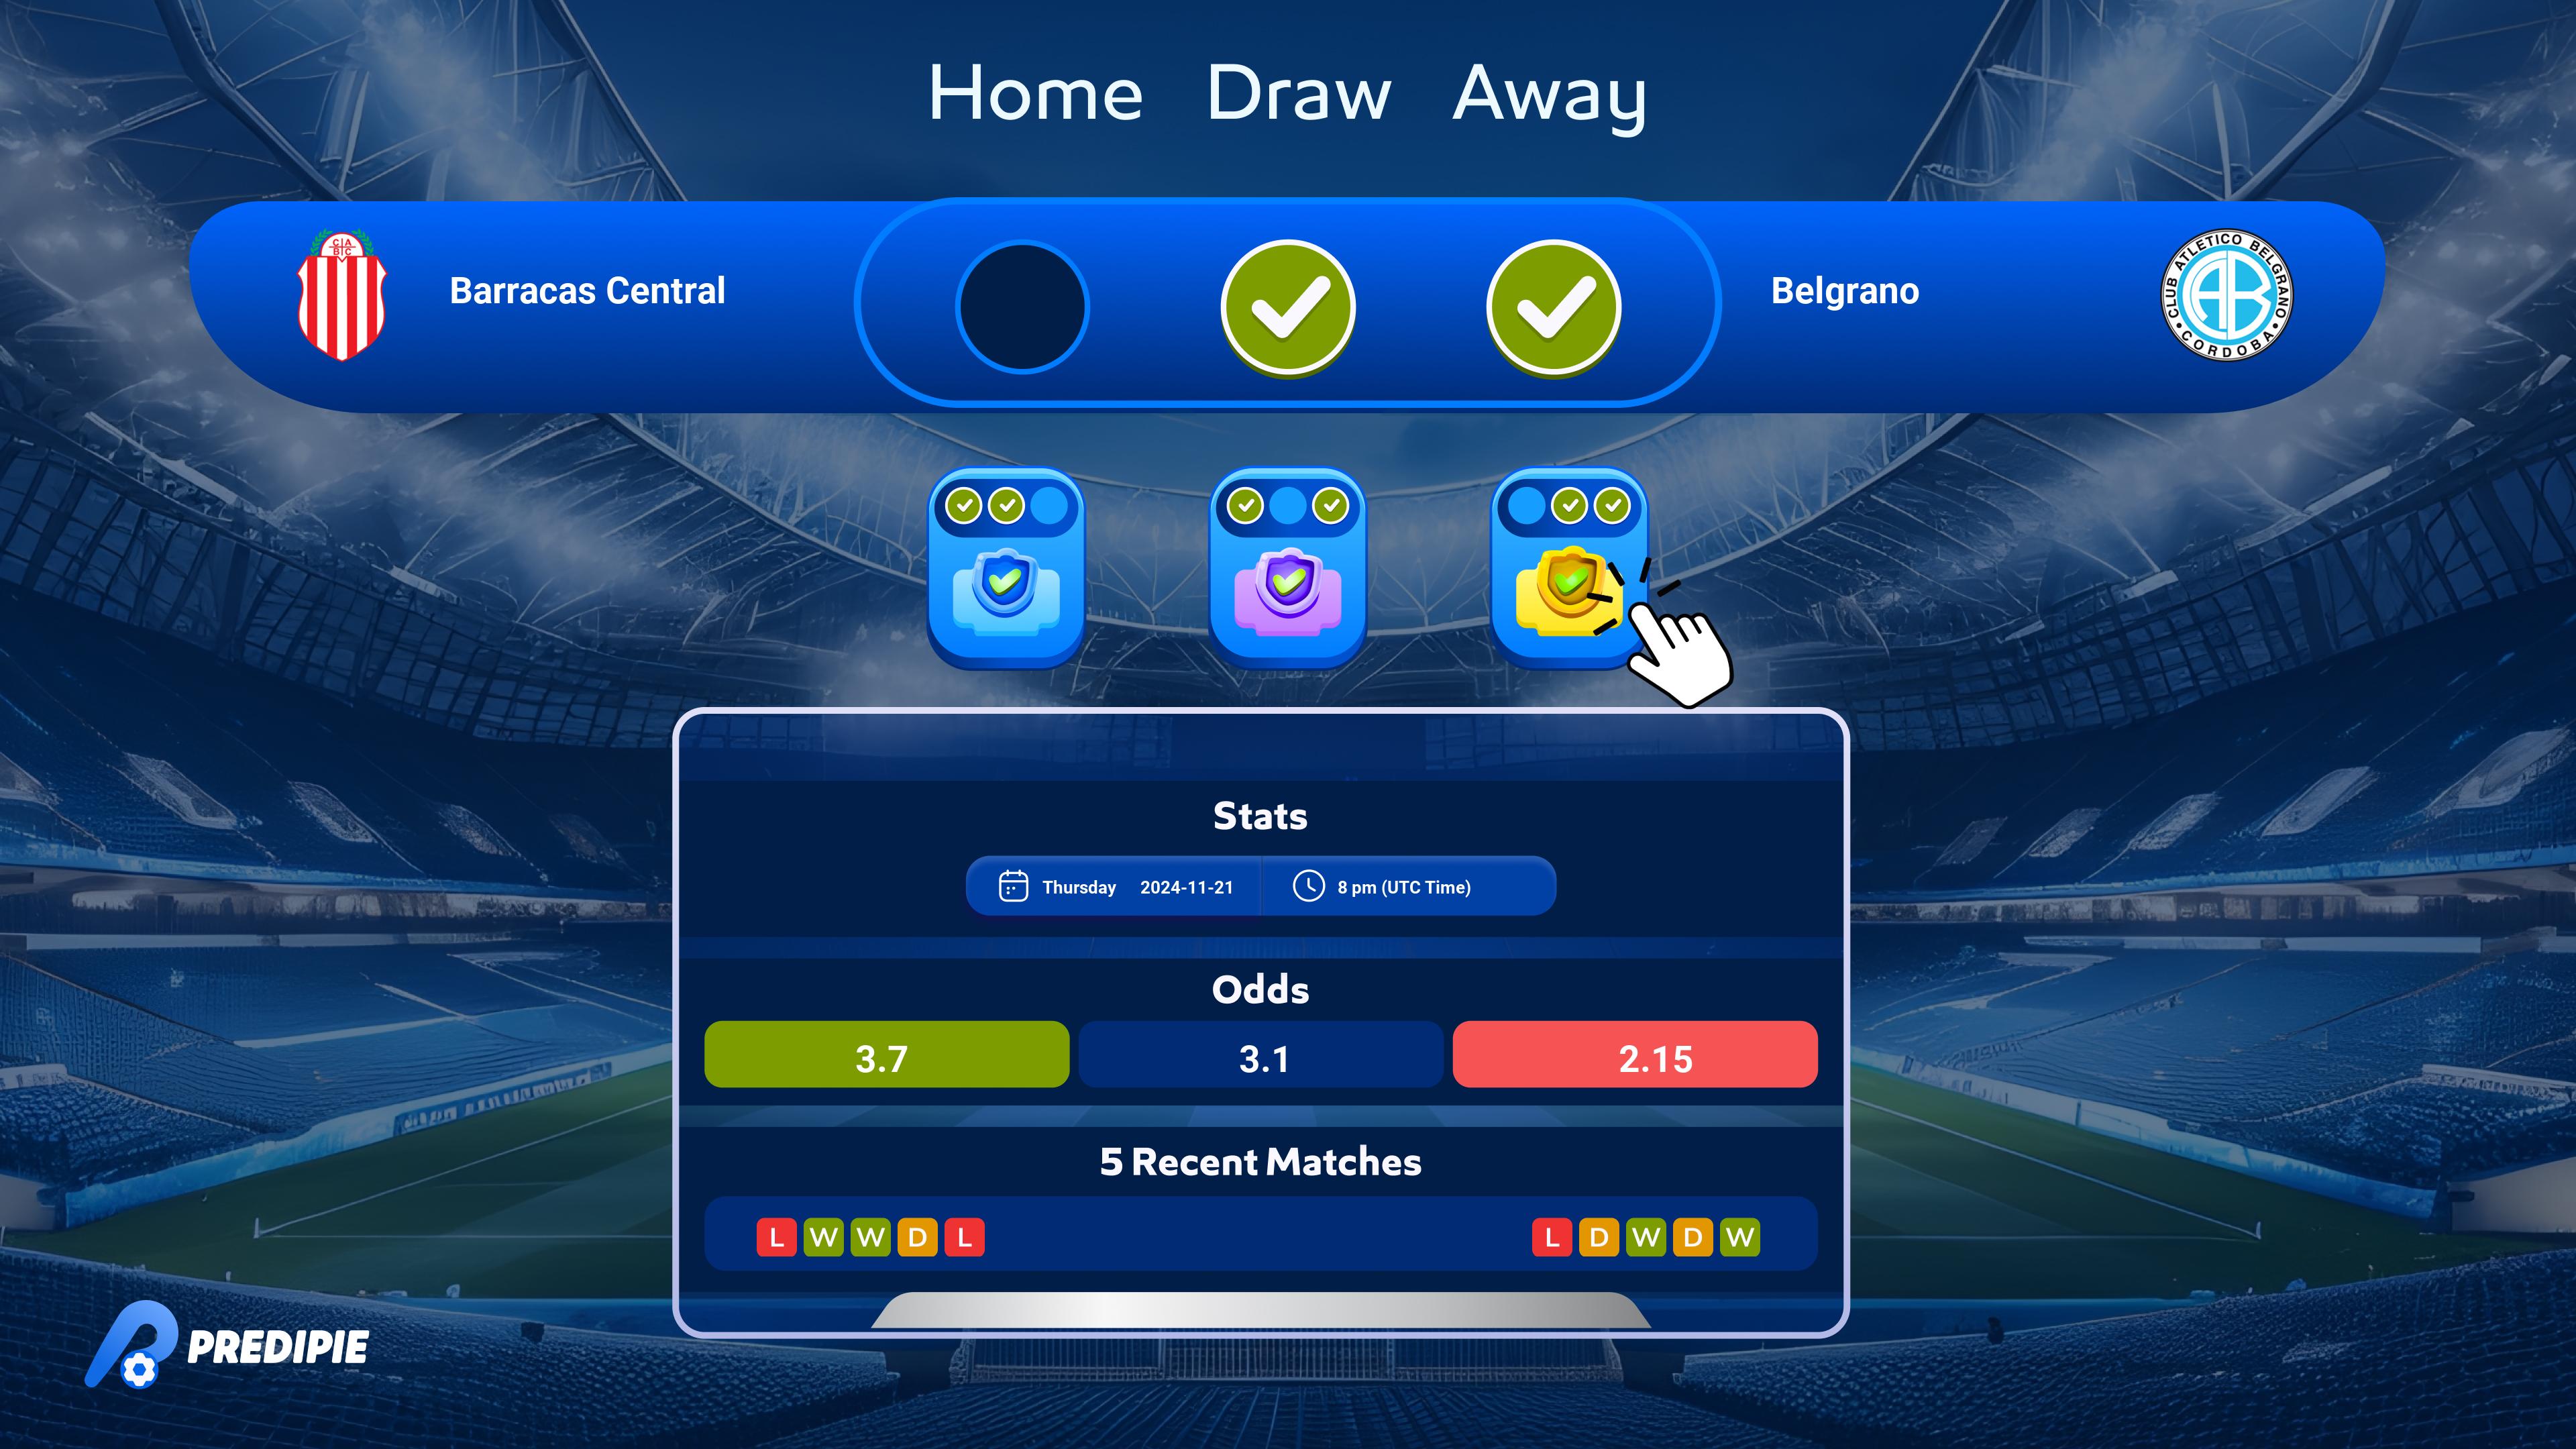 Home Draw Away
CA
BC
Barracas Central
Belgrano
CLUB ATLETICO BELGRANO
CORDOBA
AB
Stats
Thursday 2024-11-21 8 pm (UTC Time)
Odds
3.7 3.1 2.15
5 Recent Matches
L W W D L L D W D W
PREDIPIE